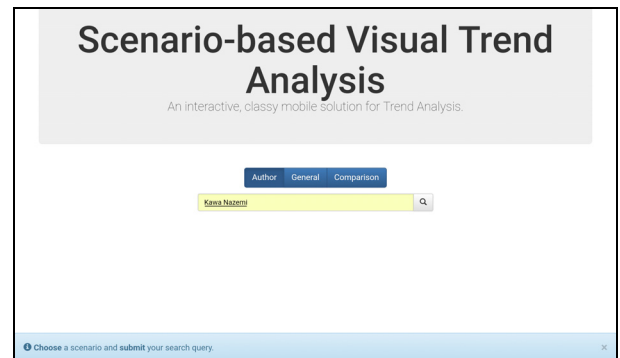 Scenario-based Visual Trend
Analysis
An interactive, classy mobile solution for Trend Analysis.
Author General Comparison
Kawa Nazemi
Choose a scenario and submit your search query. ×